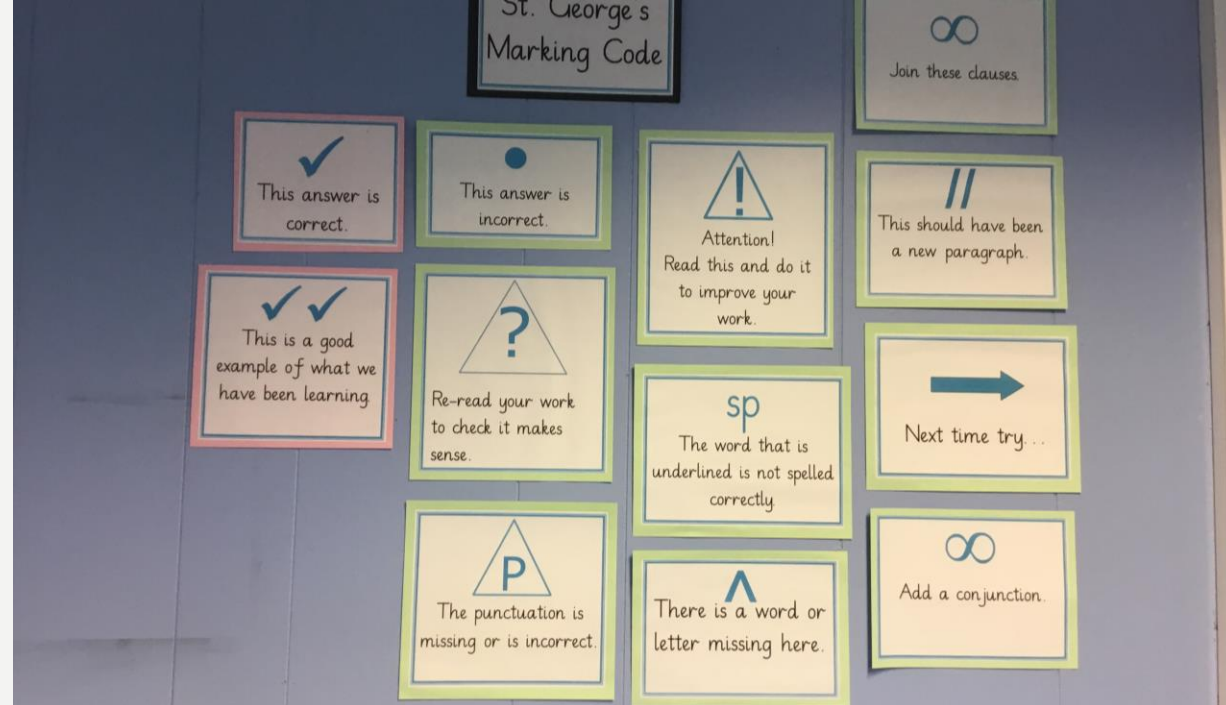 St. George's
Marking Code
✓
This answer is
correct.
✓ ✓
This is a good
example of what we
have been learning
•
This answer is
incorrect.
?
Re-read your work
to check it makes
sense.
P
The punctuation is
missing or is incorrect.
!
Attention!
Read this and do it
to improve your
work.
sp
The word that is
underlined is not spelled
correctly
^
There is a word or
letter missing here.
∞
Join these clauses.
//
This should have been
a new paragraph.
→
Next time try...
∞
Add a conjunction.